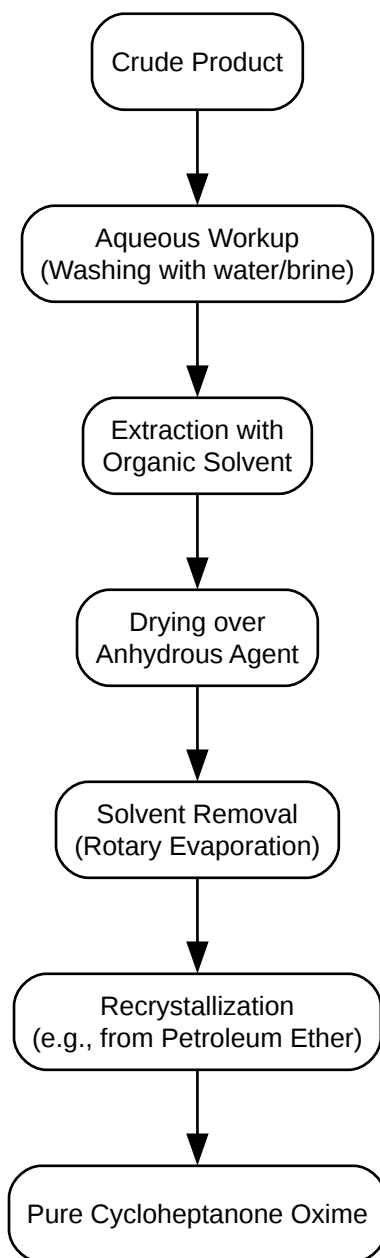 Crude Product
Aqueous Workup
(Washing with water/brine)
Extraction with
Organic Solvent
Drying over
Anhydrous Agent
Solvent Removal
(Rotary Evaporation)
Recrystallization
(e.g., from Petroleum Ether)
Pure Cycloheptanone Oxime